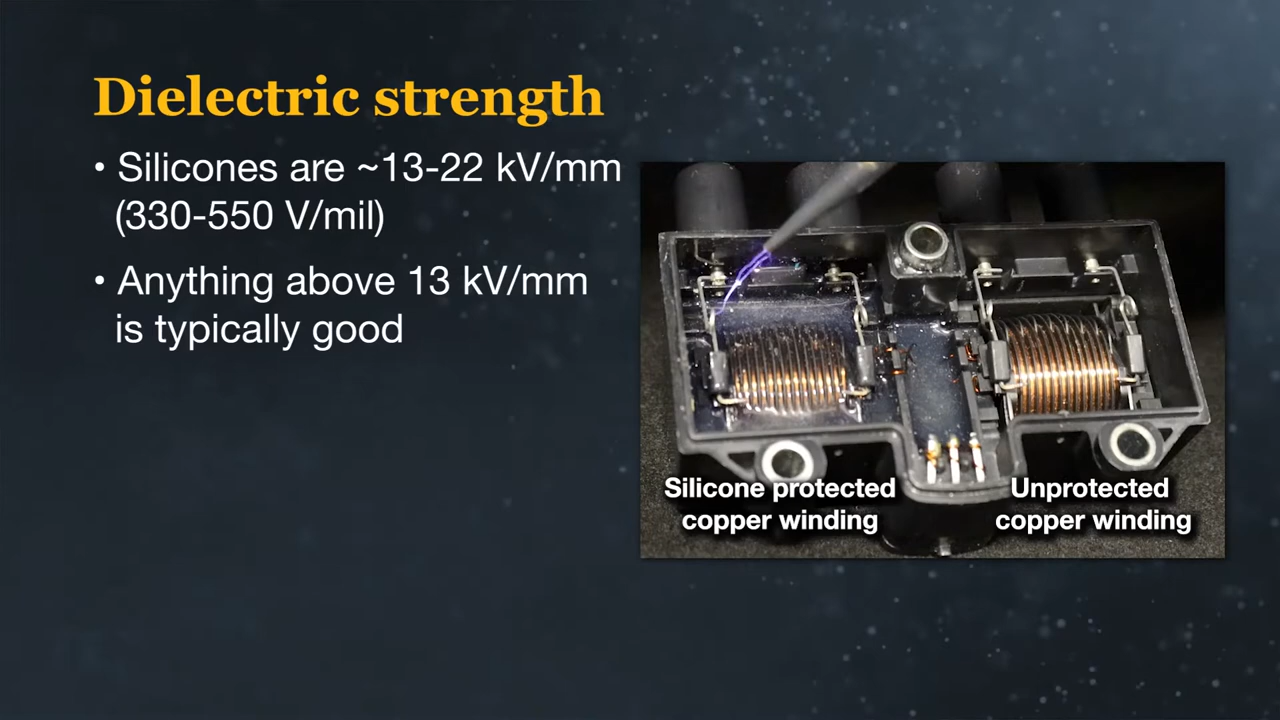 Dielectric strength
• Silicones are ~13-22 kV/mm
(330-550 V/mil)
• Anything above 13 kV/mm
is typically good
Silicone protected
copper winding
Unprotected
copper winding